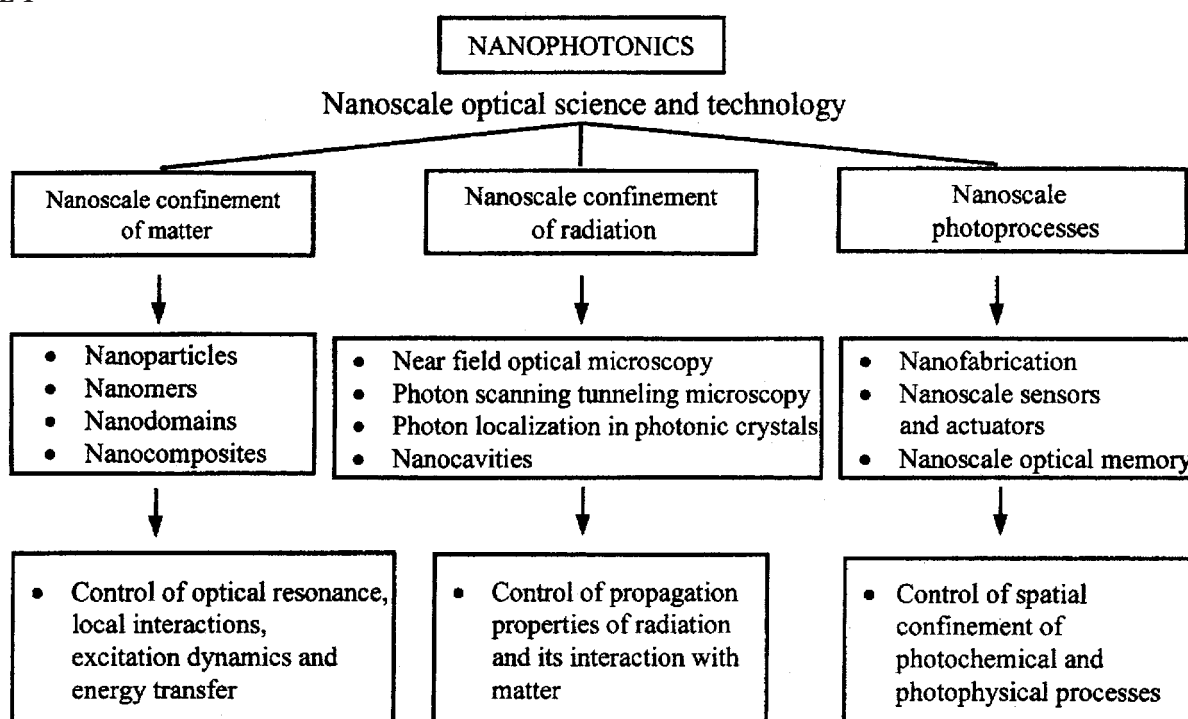 NANOPHOTONICS
Nanoscale optical science and technology
Nanoscale confinement
of matter
Nanoscale confinement
of radiation
Nanoscale
photoprocesses
• Nanoparticles
• Nanomers
• Nanodomains
• Nanocomposites
• Near field optical microscopy
• Photon scanning tunneling microscopy
• Photon localization in photonic crystals
• Nanocavities
• Nanofabrication
• Nanoscale sensors
and actuators
• Nanoscale optical memory
• Control of optical resonance,
local interactions,
excitation dynamics and
energy transfer
• Control of propagation
properties of radiation
and its interaction with
matter
• Control of spatial
confinement of
photochemical and
photophysical processes